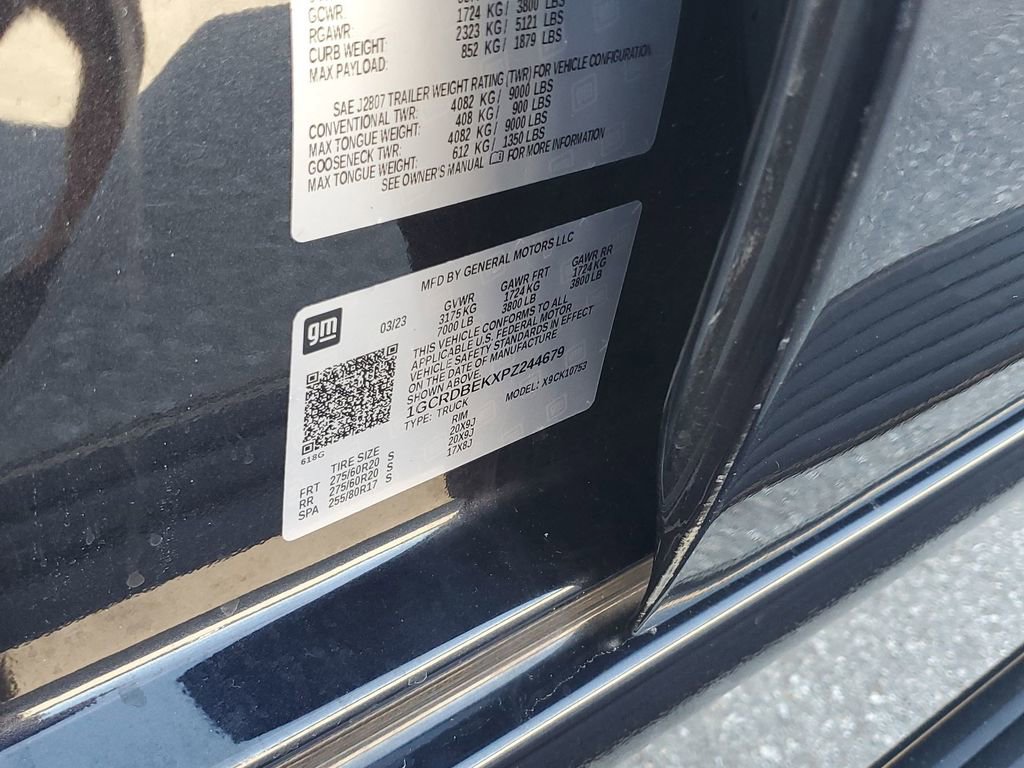 GCWR:
RGAWR: 1724 KG/ 3800 LBS
CURB WEIGHT: 2323 KG/ 5121 LBS
MAX PAYLOAD: 852 KG/ 1879 LBS
SAE J2807 TRAILER WEIGHT RATING (TWR) FOR VEHICLE CONFIGURATION
CONVENTIONAL TWR: 4082 KG/ 9000 LBS
MAX TONGUE WEIGHT: 408 KG/ 900 LBS
GOOSENECK TWR: 4082 KG/ 9000 LBS
MAX TONGUE WEIGHT: 612 KG/ 1350 LBS
SEE OWNER'S MANUAL FOR MORE INFORMATION
gm
MFD BY GENERAL MOTORS LLC
03/23 GVWR GAWR FRT GAWR RR
3175 KG 1724 KG 1724 KG
7000 LB 3800 LB 3800 LB
THIS VEHICLE CONFORMS TO ALL
APPLICABLE U.S. FEDERAL MOTOR
VEHICLE SAFETY STANDARDS IN EFFECT
ON THE DATE OF MANUFACTURE
SHOWN ABOVE
1GCRDBEKXPZ244679
TYPE: TRUCK MODEL: X9CK10753
618G
TIRE SIZE RIM
FRT 275/60R20 S 20X9J
RR 275/60R20 S 20X9J
SPA 255/80R17 S 17X8J